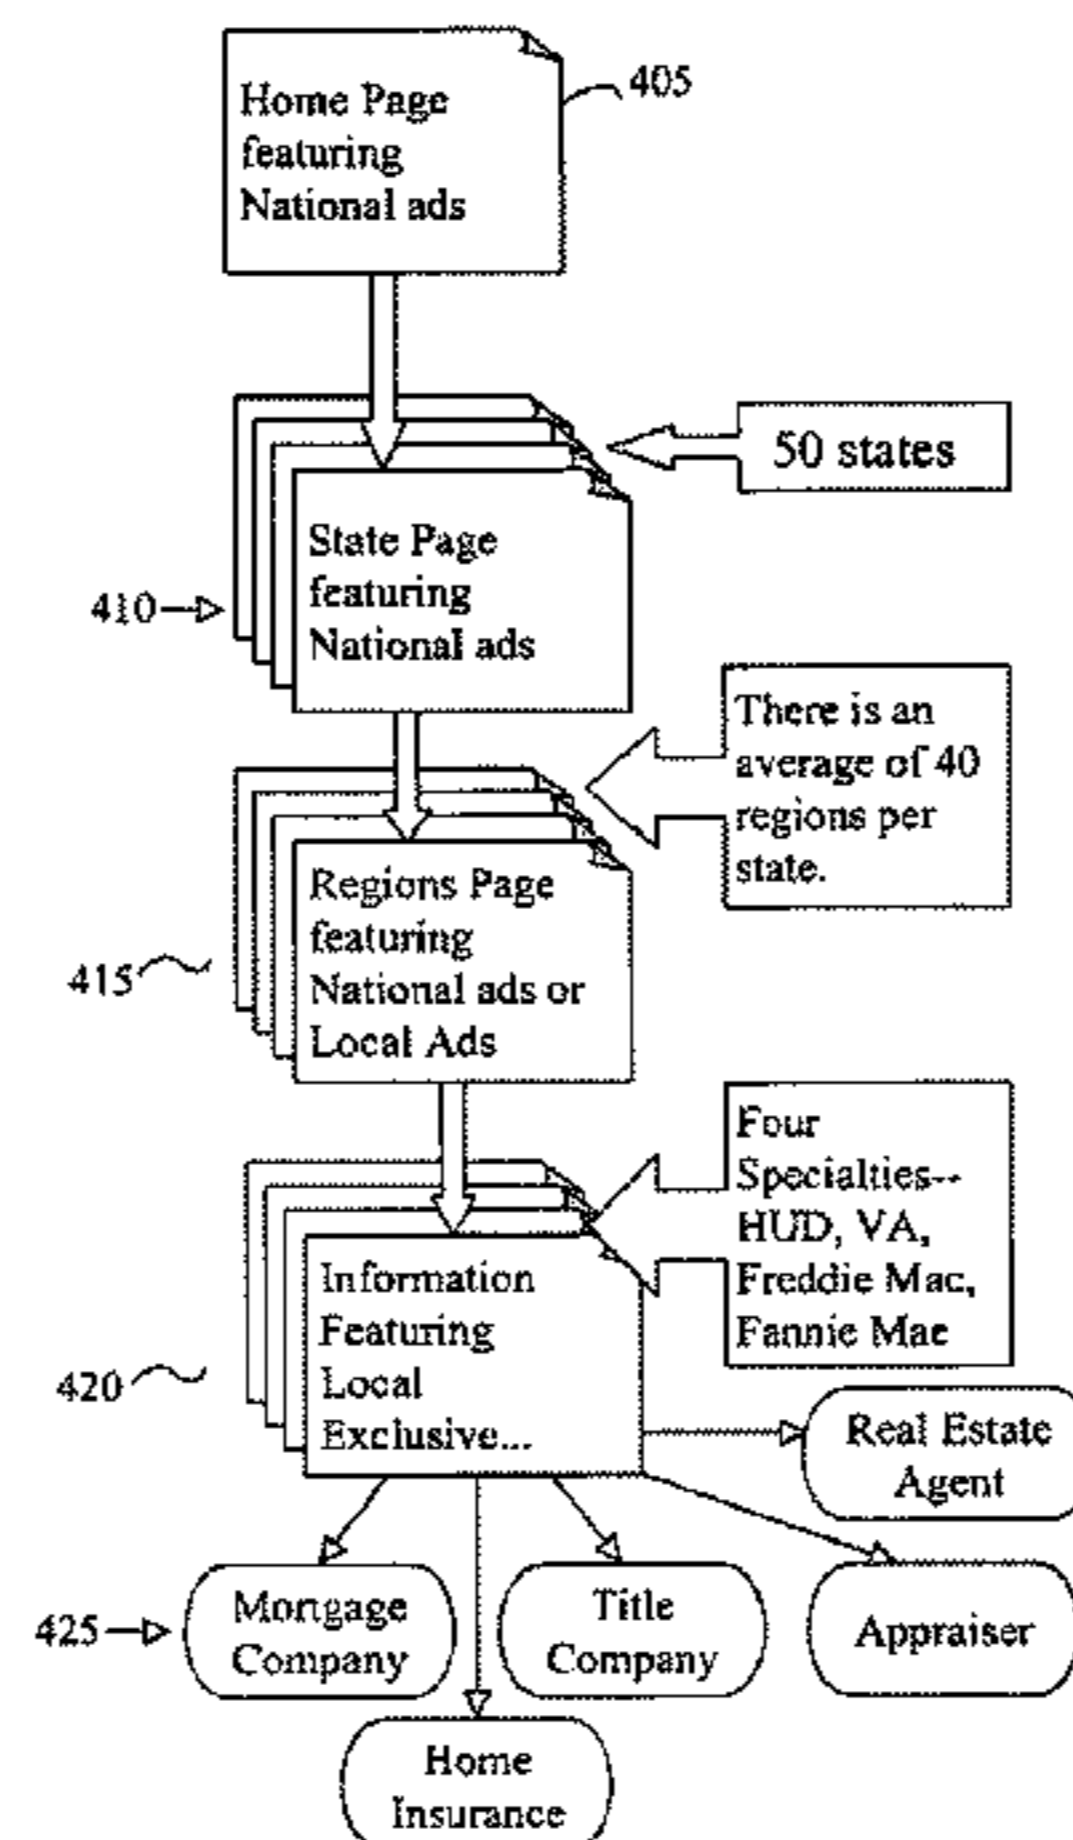 Home Page
featuring
National ads
405
50 states
State Page
featuring
National ads
410
There is an
average of 40
regions per
state.
Regions Page
featuring
National ads or
Local Ads
415
Four
Specialties--
HUD, VA,
Freddie Mac,
Fannie Mae
Information
Featuring
Local
Exclusive...
420
Real Estate
Agent
425
Mortgage
Company
Title
Company
Appraiser
Home
Insurance